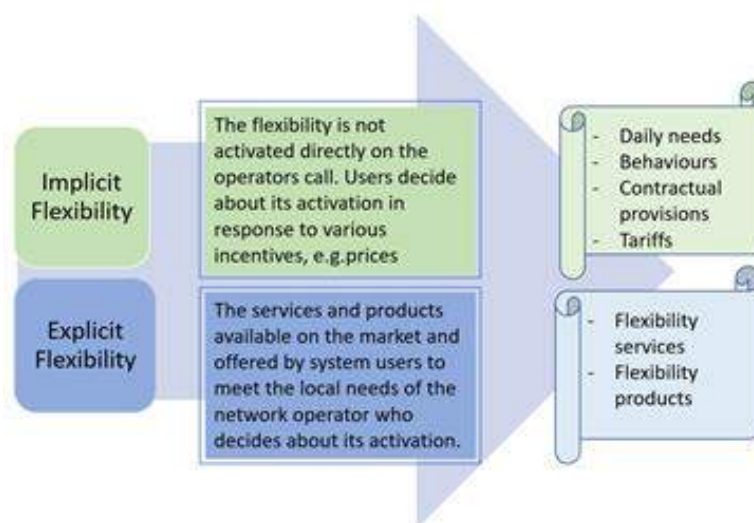 Implicit
Flexibility
The flexibility is not
activated directly on the
operators call. Users decide
about its activation in
response to various
incentives, e.g.prices
- Daily needs
- Behaviours
- Contractual
provisions
- Tariffs
Explicit
Flexibility
The services and products
available on the market and
offered by system users to
meet the local needs of the
network operator who
decides about its activation.
- Flexibility
services
- Flexibility
products